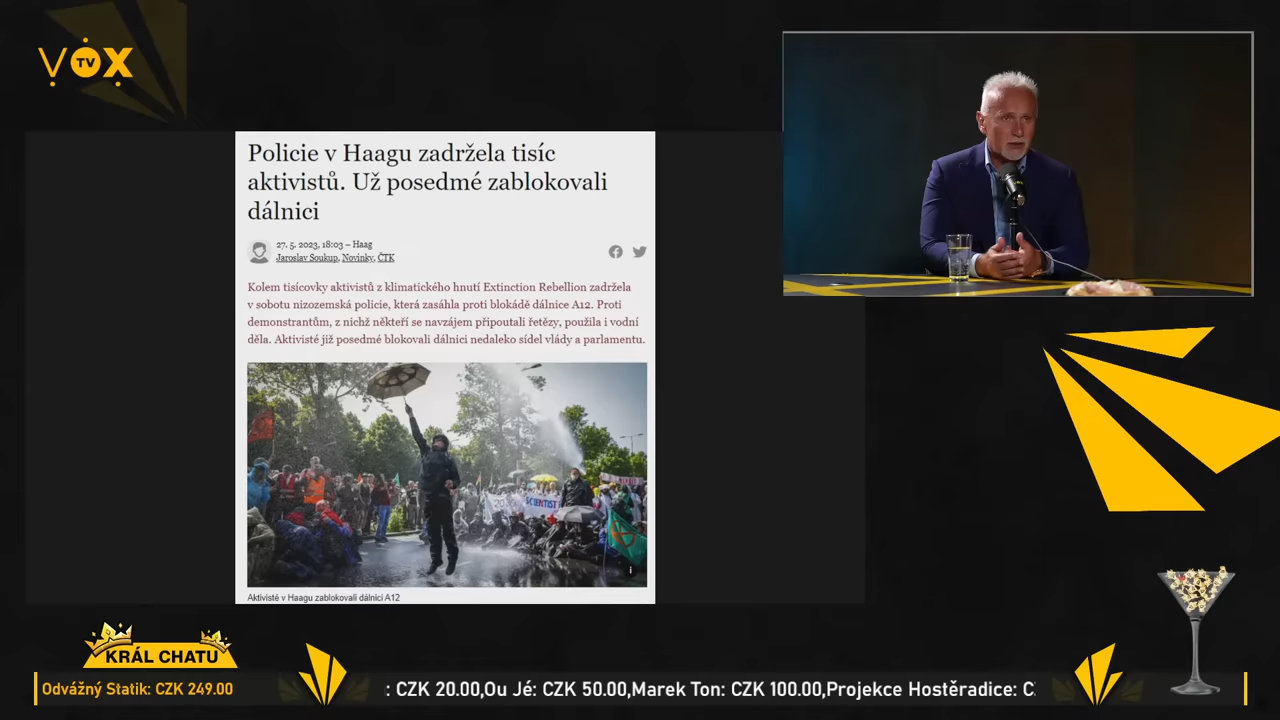 VOX
TV
Policie v Haagu zadržela tisíc
aktivistů. Už posedmé zablokovali
dálnici
27. 5. 2023, 18:03 – Haag
Jaroslav Soukup, Novinky, ČTK
Kolem tisícovky aktivistů z klimatického hnutí Extinction Rebellion zadržela
v sobotu nizozemská policie, která zasáhla proti blokádě dálnice A12. Proti
demonstrantům, z nichž někteří se navzájem připoutali řetězy, použila i vodní
děla. Aktivisté již posedmé blokovali dálnici nedaleko sídel vlády a parlamentu.
SCIENTIST
i
Aktivisté v Haagu zablokovali dálnici A12
KRÁL CHATU
Odvážný Statik: CZK 249.00
: CZK 20.00,Ou Jé: CZK 50.00,Marek Ton: CZK 100.00,Projekce Hostěradice: C